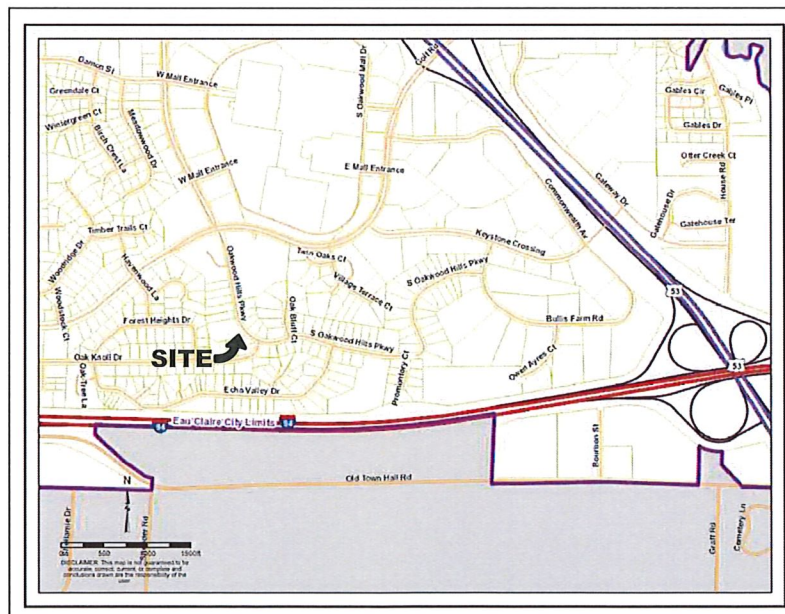 Damon St
W Mall Entrance
Greendale Ct
Wintergreen Ct
Birch Crest La
Meadowwood Dr
W Mall Entrance
S Oakwood Mall Dr
Golf Rd
E Mall Entrance
Commonwealth Av
Gateway Dr
Gables Cir
Gables Pl
Gables Dr
Otter Creek Ct
House Rd
Gatehouse Dr
Gatehouse Ter
Timber Trails Ct
Woodridge Dr
Woodstock Ct
Havenwood La
Oakwood Hills Pkwy
Twin Oaks Ct
Village Terrace Ct
Keystone Crossing
S Oakwood Hills Pkwy
Forest Heights Dr
Oak Bluff Ct
S Oakwood Hills Pkwy
Bullis Farm Rd
53
SITE
Oak Knoll Dr
Oak Tree La
Echo Valley Dr
Promontory Ct
Owen Ayres Ct
53
Eau Claire City Limits
94
94
Bourbon St
Old Town Hall Rd
N
Graff Rd
Cemetery Ln
0ft 500 1000 1500ft
DISCLAIMER: This map is not guaranteed to be
accurate, correct, current, or complete and
conclusions drawn are the responsibility of the
user.